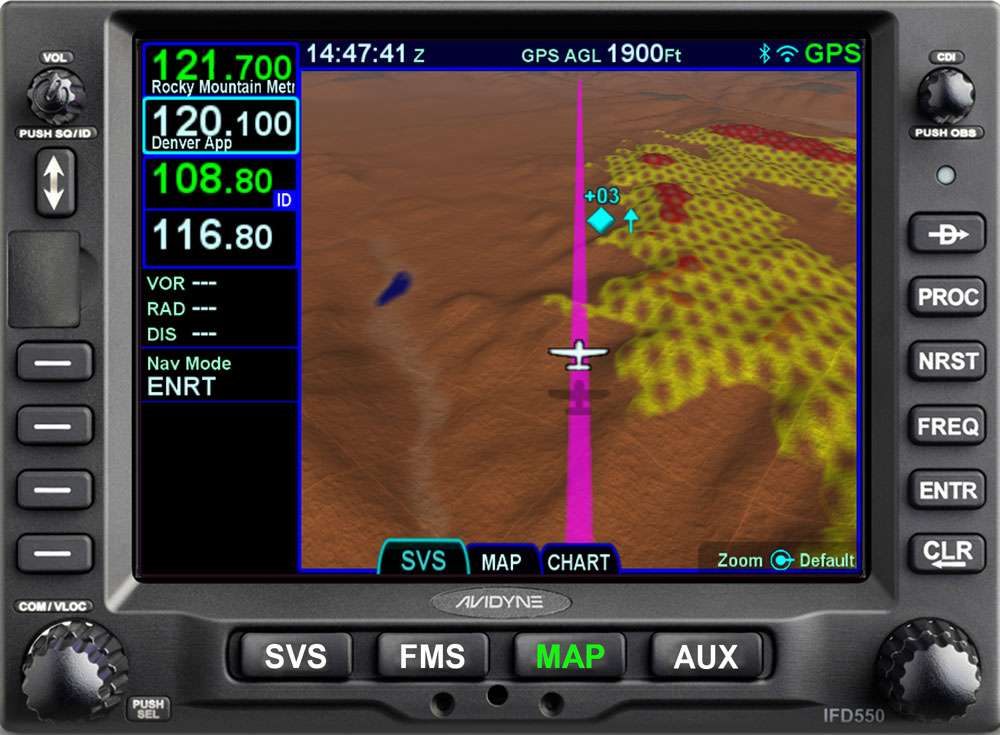 VOL
PUSH SQ/ID
COM/VLOC
PUSH
SEL
121.700
Rocky Mountain Metr
120.100
Denver App
108.80
ID
116.80
VOR ---
RAD ---
DIS ---
Nav Mode
ENRT
14:47:41 Z
GPS AGL 1900Ft
GPS
+03
SVS
MAP
CHART
Zoom Default
AVIDYNE
SVS
FMS
MAP
AUX
CDI
PUSH OBS
D
PROC
NRST
FREQ
ENTR
CLR
IFD550